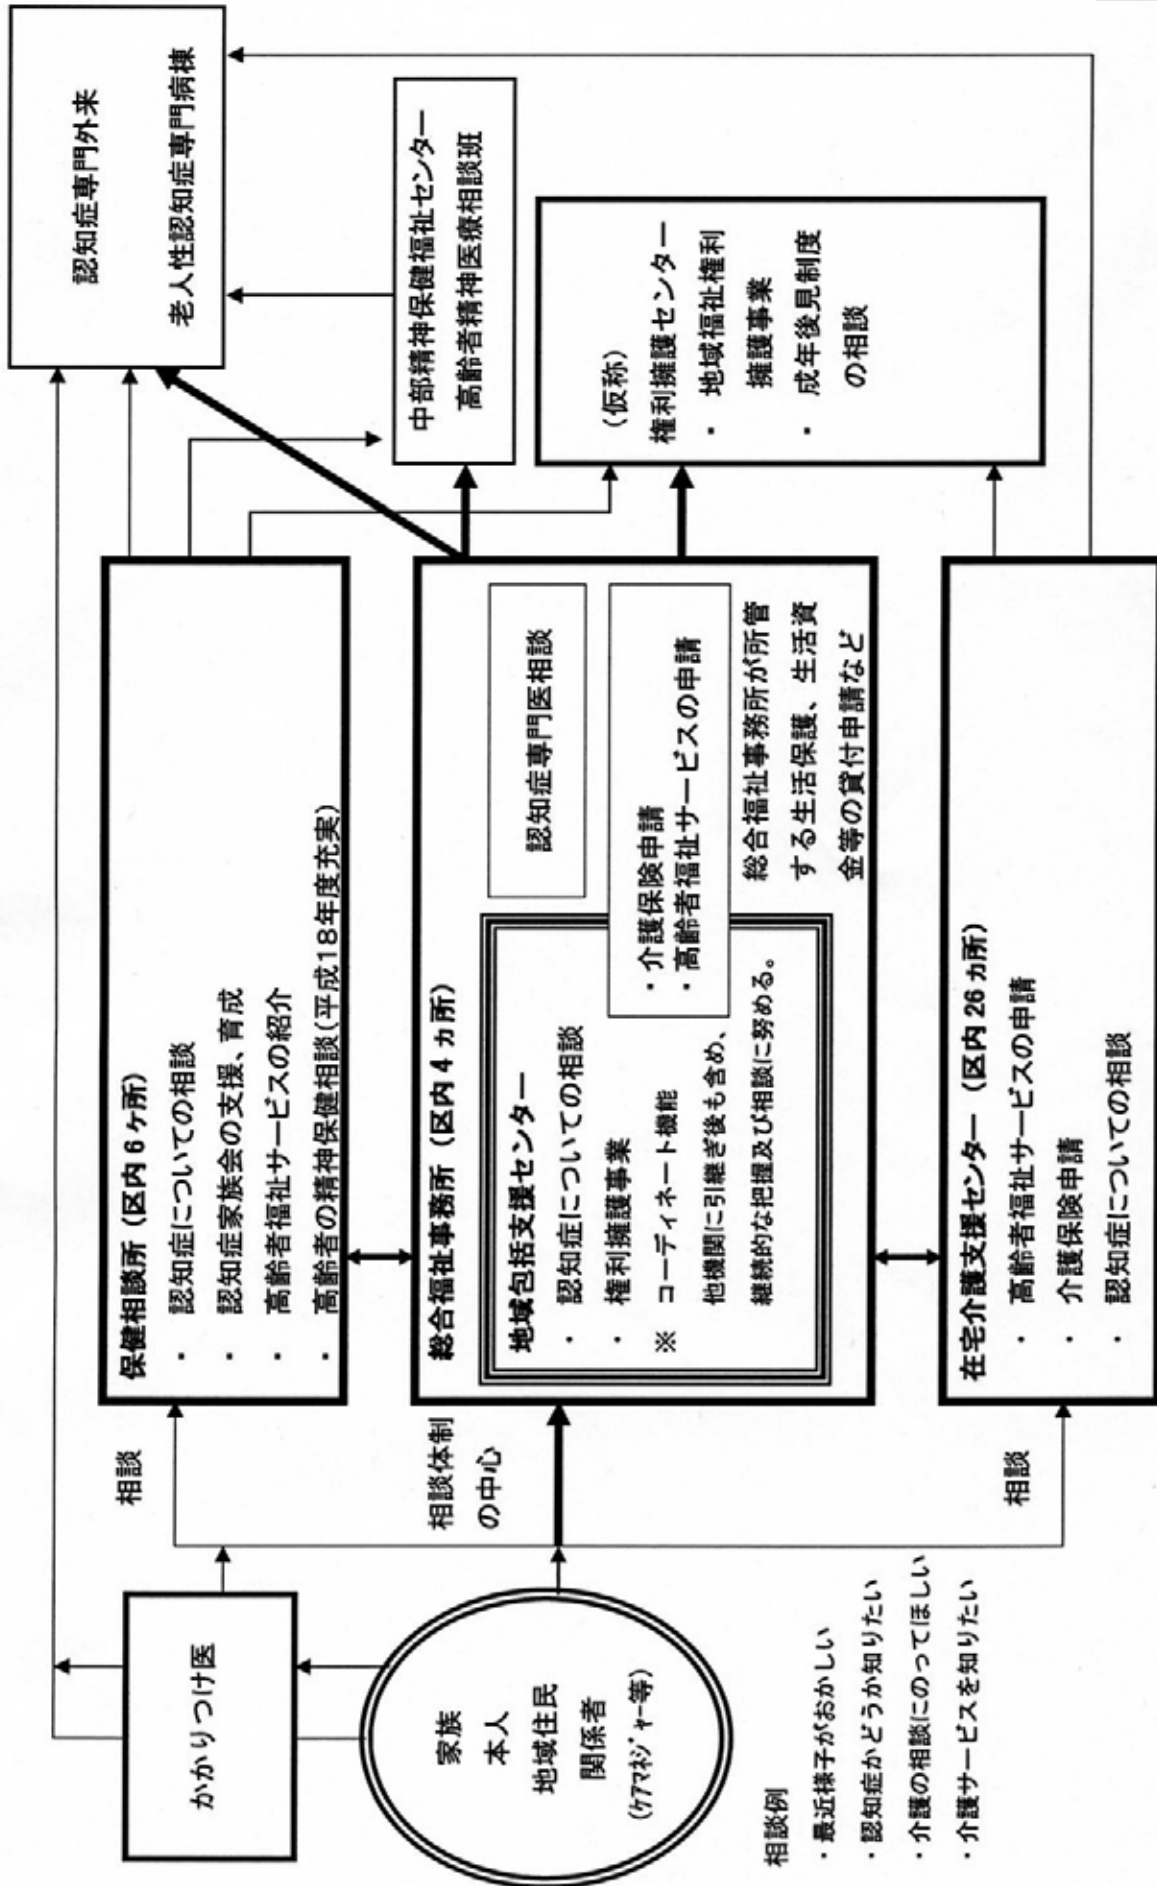 かかりつけ医
家族
本人
地域住民
関係者
(ケアマネジャー等)
相談例
・最近様子がおかしい
・認知症かどうか知りたい
・介護の相談にのってほしい
・介護サービスを知りたい
相談
相談体制
の中心
相談
保健相談所（区内6ヶ所）
・ 認知症についての相談
・ 認知症家族会の支援、育成
・ 高齢者福祉サービスの紹介
・ 高齢者の精神保健相談(平成18年度充実)
総合福祉事務所（区内4カ所）
地域包括支援センター
・ 認知症についての相談
・ 権利擁護事業
※ コーディネート機能
他機関に引継ぎ後も含め、
継続的な把握及び相談に努める。
認知症専門医相談
・介護保険申請
・高齢者福祉サービスの申請
総合福祉事務所が所管
する生活保護、生活資
金等の貸付申請など
在宅介護支援センター（区内26カ所）
・ 高齢者福祉サービスの申請
・ 介護保険申請
・ 認知症についての相談
認知症専門外来
老人性認知症専門病棟
中部精神保健福祉センター
高齢者精神医療相談班
(仮称)
権利擁護センター
・ 地域福祉権利
擁護事業
・ 成年後見制度
の相談